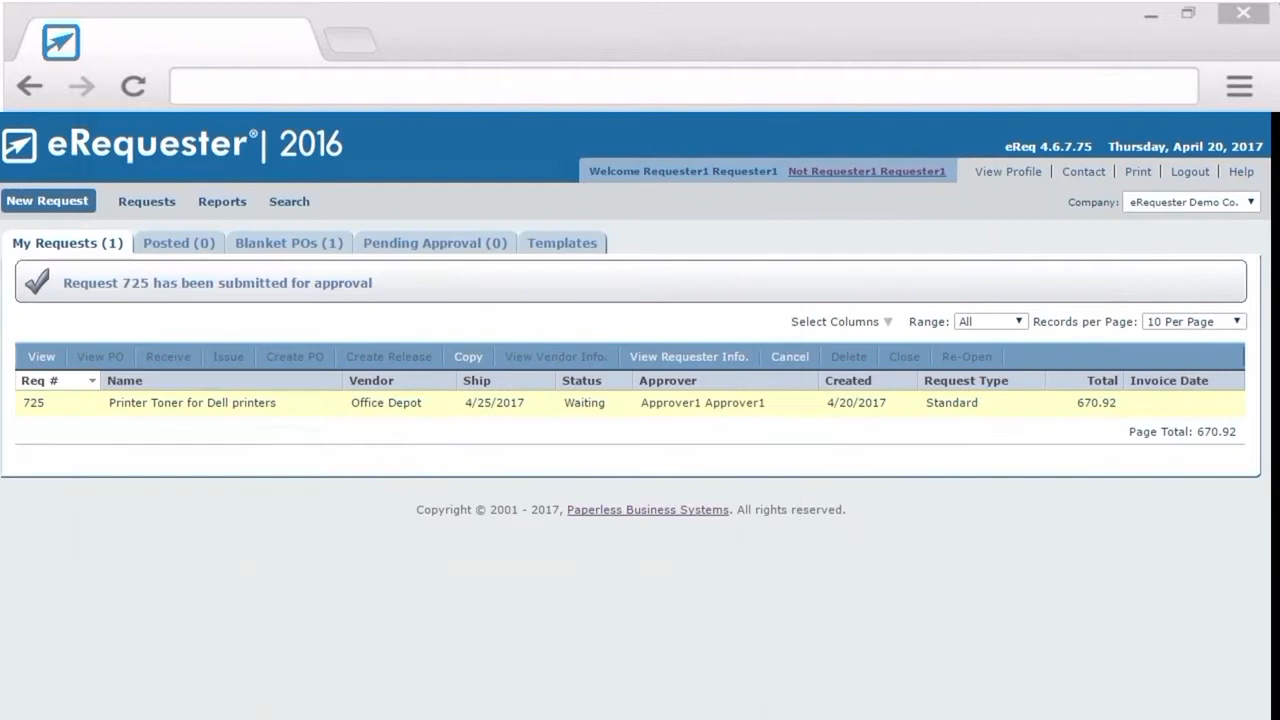 eRequester® | 2016
eReq 4.6.7.75 Thursday, April 20, 2017
Welcome Requester1 Requester1 Not Requester1 Requester1 View Profile | Contact | Print | Logout | Help
New Request Requests Reports Search Company: eRequester Demo Co.
My Requests (1) Posted (0) Blanket POs (1) Pending Approval (0) Templates
Request 725 has been submitted for approval
Select Columns Range: All Records per Page: 10 Per Page
View View PO Receive Issue Create PO Create Release Copy View Vendor Info. View Requester Info. Cancel Delete Close Re-Open
Req # Name Vendor Ship Status Approver Created Request Type Total Invoice Date
725 Printer Toner for Dell printers Office Depot 4/25/2017 Waiting Approver1 Approver1 4/20/2017 Standard 670.92
Page Total: 670.92
Copyright © 2001 - 2017, Paperless Business Systems. All rights reserved.